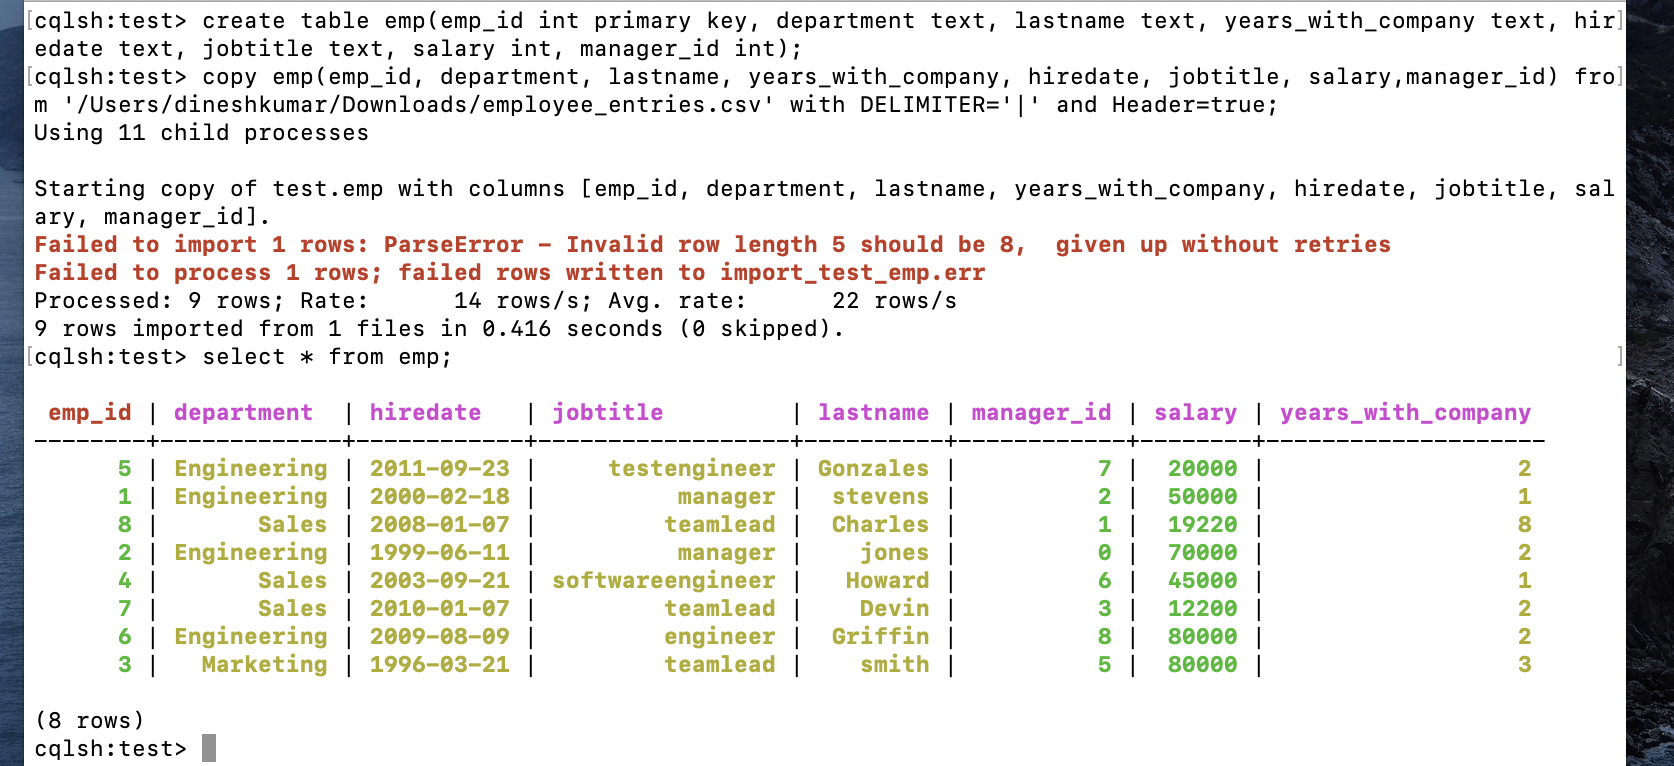 [cqlsh:test> create table emp(emp_id int primary key, department text, lastname text, years_with_company text, hir]
edate text, jobtitle text, salary int, manager_id int);
[cqlsh:test> copy emp(emp_id, department, lastname, years_with_company, hiredate, jobtitle, salary,manager_id) fro]
m '/Users/dineshkumar/Downloads/employee_entries.csv' with DELIMITER='|' and Header=true;
Using 11 child processes

Starting copy of test.emp with columns [emp_id, department, lastname, years_with_company, hiredate, jobtitle, sal
ary, manager_id].
Failed to import 1 rows: ParseError - Invalid row length 5 should be 8,  given up without retries
Failed to process 1 rows; failed rows written to import_test_emp.err
Processed: 9 rows; Rate:      14 rows/s; Avg. rate:      22 rows/s
9 rows imported from 1 files in 0.416 seconds (0 skipped).
[cqlsh:test> select * from emp;                                                                                   ]

 emp_id | department  | hiredate   | jobtitle         | lastname | manager_id | salary | years_with_company
--------+-------------+------------+------------------+----------+------------+--------+--------------------
      5 | Engineering | 2011-09-23 |     testengineer | Gonzales |          7 |  20000 |                  2
      1 | Engineering | 2000-02-18 |          manager |  stevens |          2 |  50000 |                  1
      8 |       Sales | 2008-01-07 |         teamlead |  Charles |          1 |  19220 |                  8
      2 | Engineering | 1999-06-11 |          manager |    jones |          0 |  70000 |                  2
      4 |       Sales | 2003-09-21 | softwareengineer |   Howard |          6 |  45000 |                  1
      7 |       Sales | 2010-01-07 |         teamlead |    Devin |          3 |  12200 |                  2
      6 | Engineering | 2009-08-09 |         engineer |  Griffin |          8 |  80000 |                  2
      3 |   Marketing | 1996-03-21 |         teamlead |    smith |          5 |  80000 |                  3

(8 rows)
cqlsh:test>